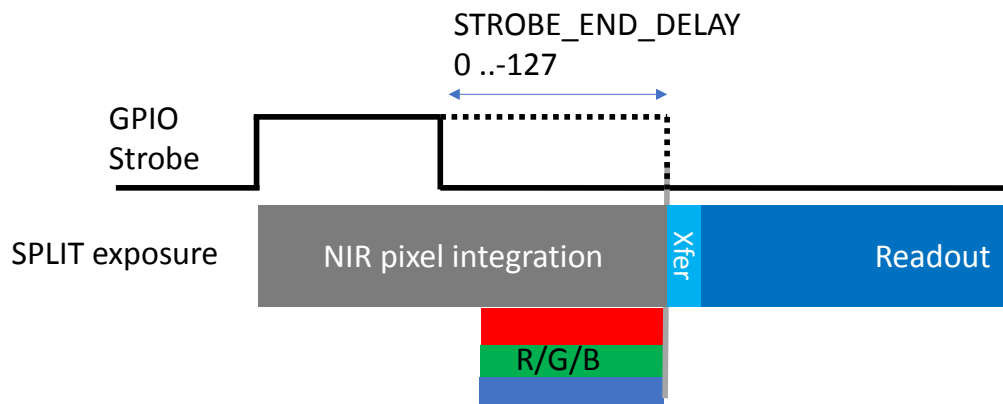 STROBE_END_DELAY
0 ..-127
GPIO
Strobe
SPLIT exposure
NIR pixel integration
Xfer
Readout
R/G/B